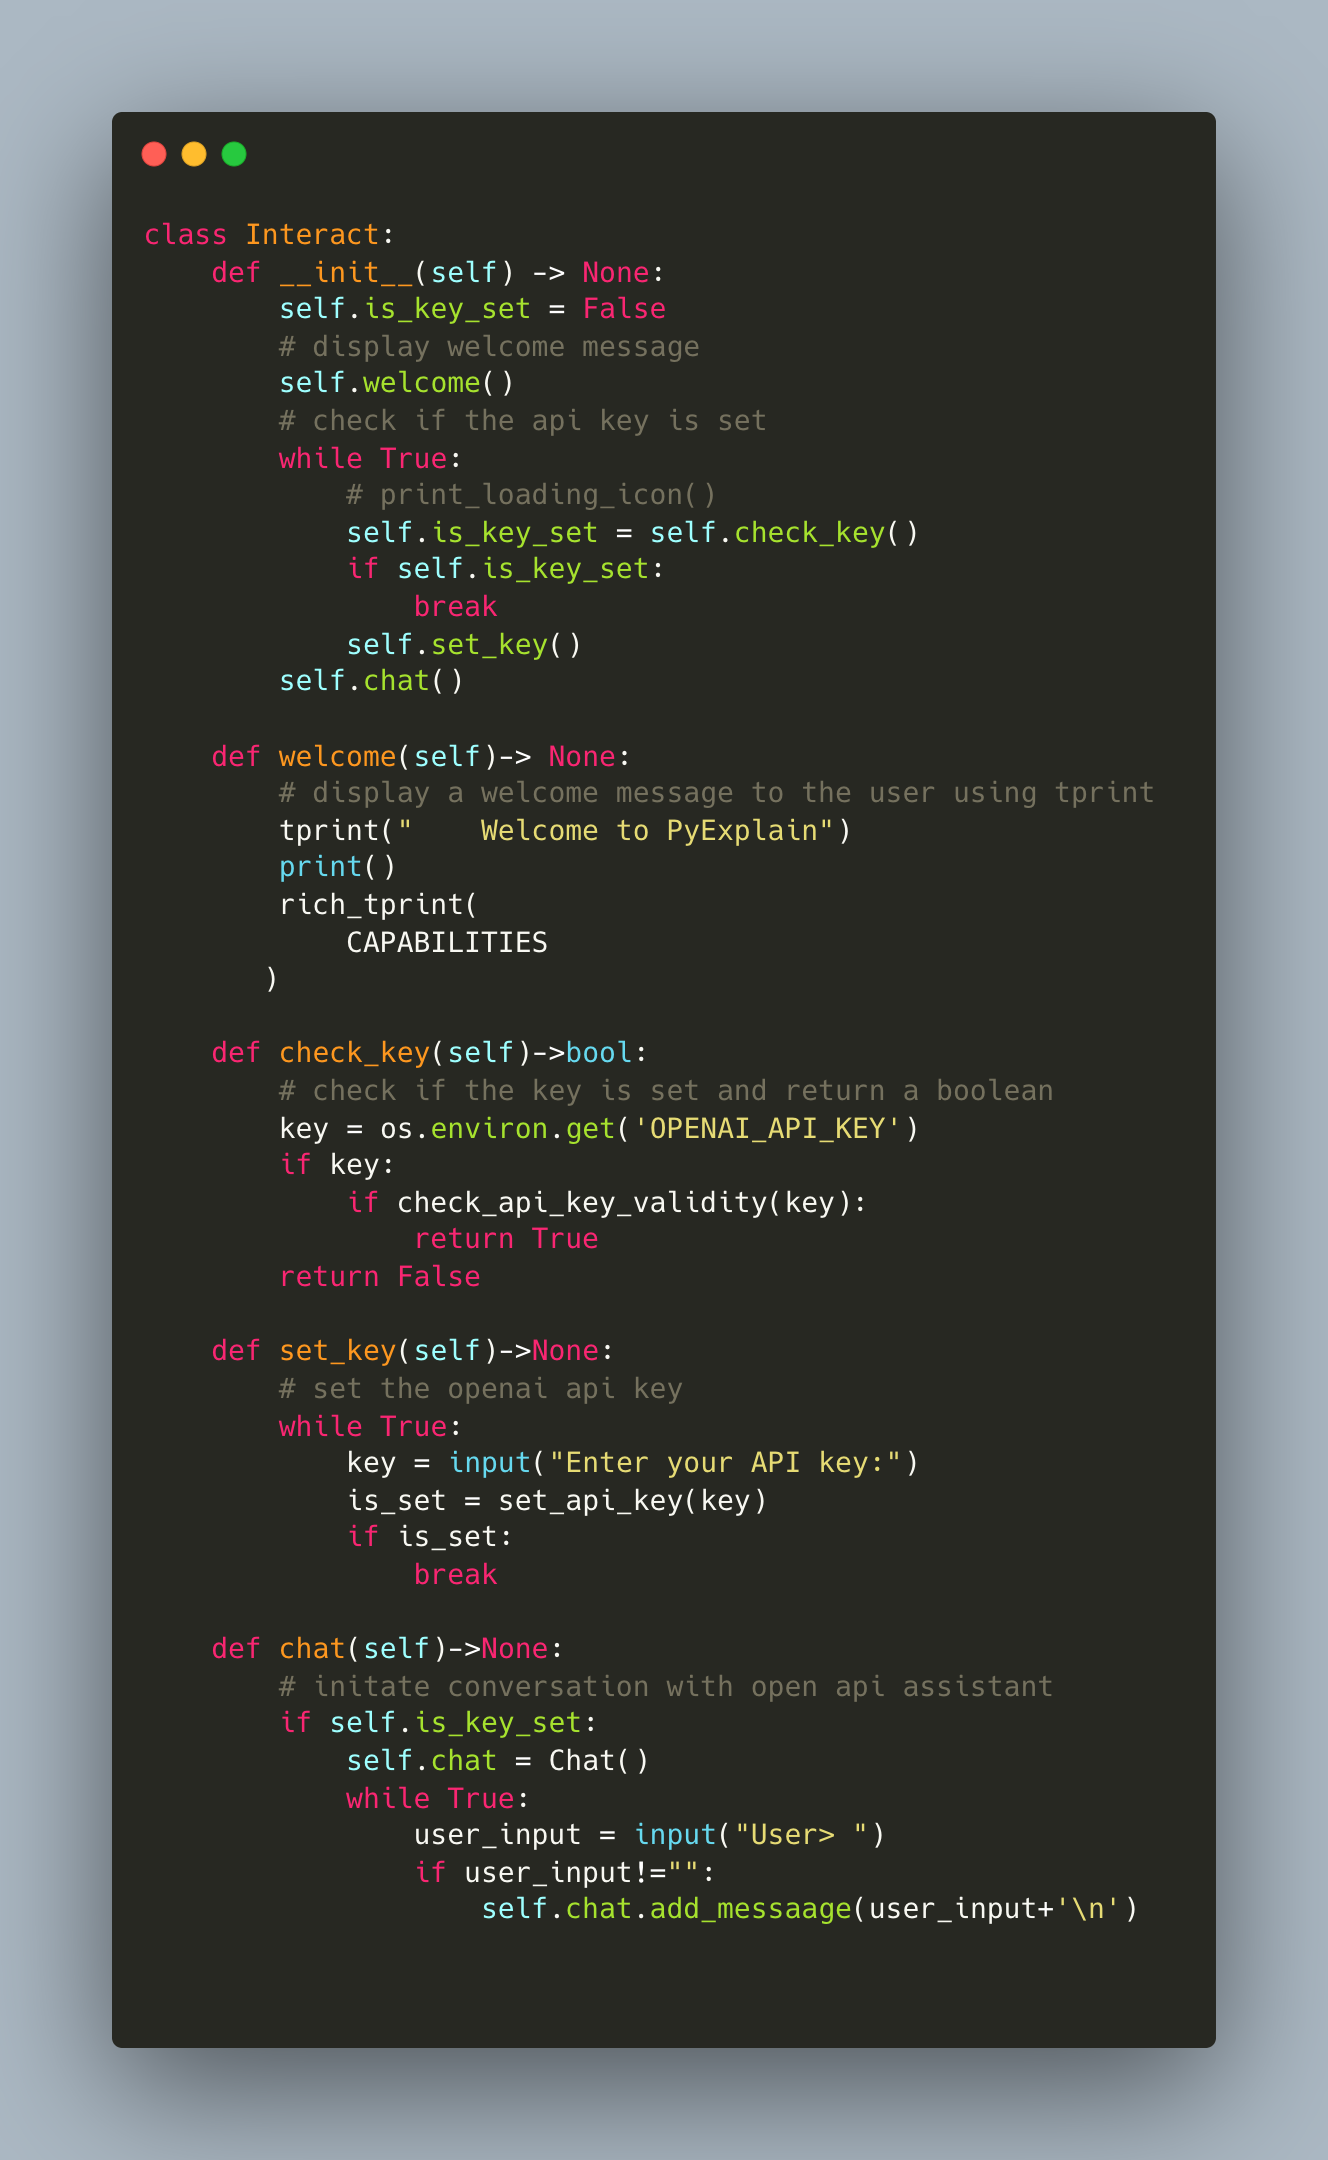 class Interact:
    def __init__(self) -> None:
        self.is_key_set = False
        # display welcome message
        self.welcome()
        # check if the api key is set
        while True:
            # print_loading_icon()
            self.is_key_set = self.check_key()
            if self.is_key_set:
                break
            self.set_key()
        self.chat()

    def welcome(self)-> None:
        # display a welcome message to the user using tprint
        tprint("    Welcome to PyExplain")
        print()
        rich_tprint(
            CAPABILITIES
       )

    def check_key(self)->bool:
        # check if the key is set and return a boolean
        key = os.environ.get('OPENAI_API_KEY')
        if key:
            if check_api_key_validity(key):
                return True
        return False

    def set_key(self)->None:
        # set the openai api key
        while True:
            key = input("Enter your API key:")
            is_set = set_api_key(key)
            if is_set:
                break

    def chat(self)->None:
        # initate conversation with open api assistant
        if self.is_key_set:
            self.chat = Chat()
            while True:
                user_input = input("User> ")
                if user_input!="":
                    self.chat.add_messaage(user_input+'\n')